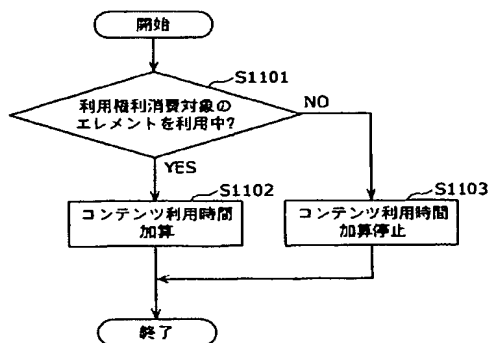 開始
S1101
利用権利消費対象の
エレメントを利用中?
NO
YES
S1102
コンテンツ利用時間
加算
S1103
コンテンツ利用時間
加算停止
終了